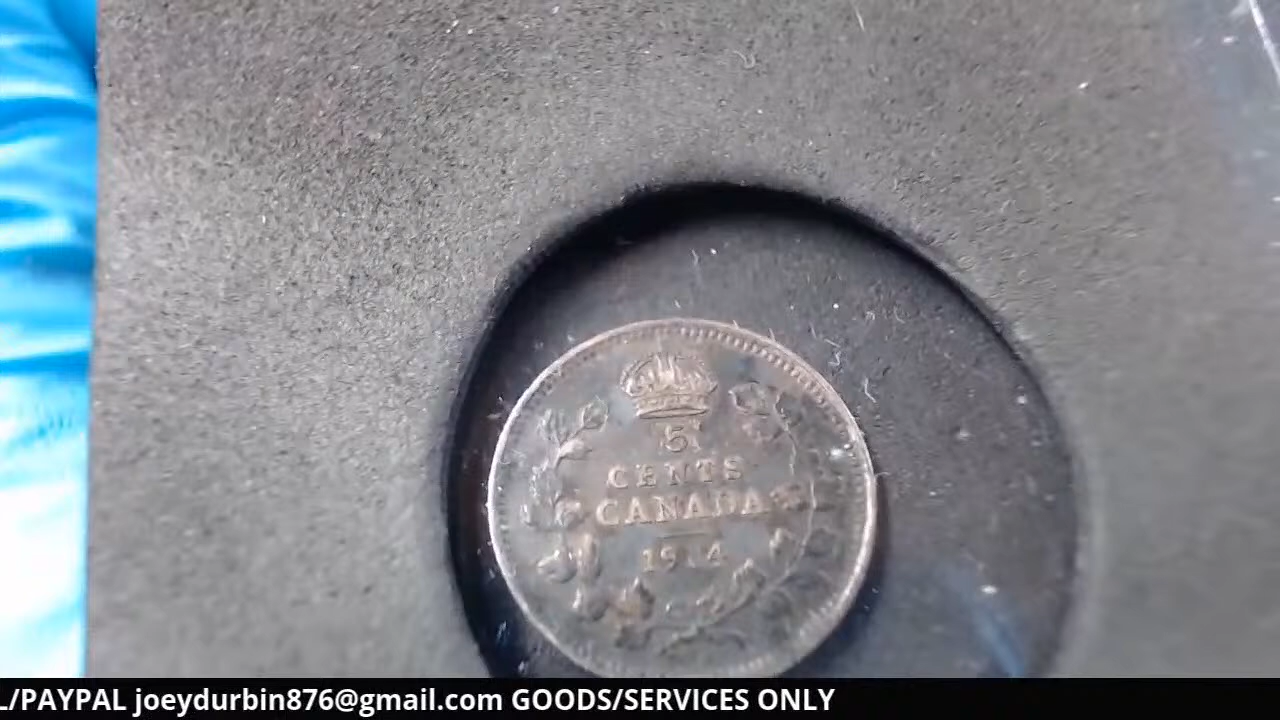 5
CENTS
CANADA
1914
L/PAYPAL joeydurbin876@gmail.com GOODS/SERVICES ONLY